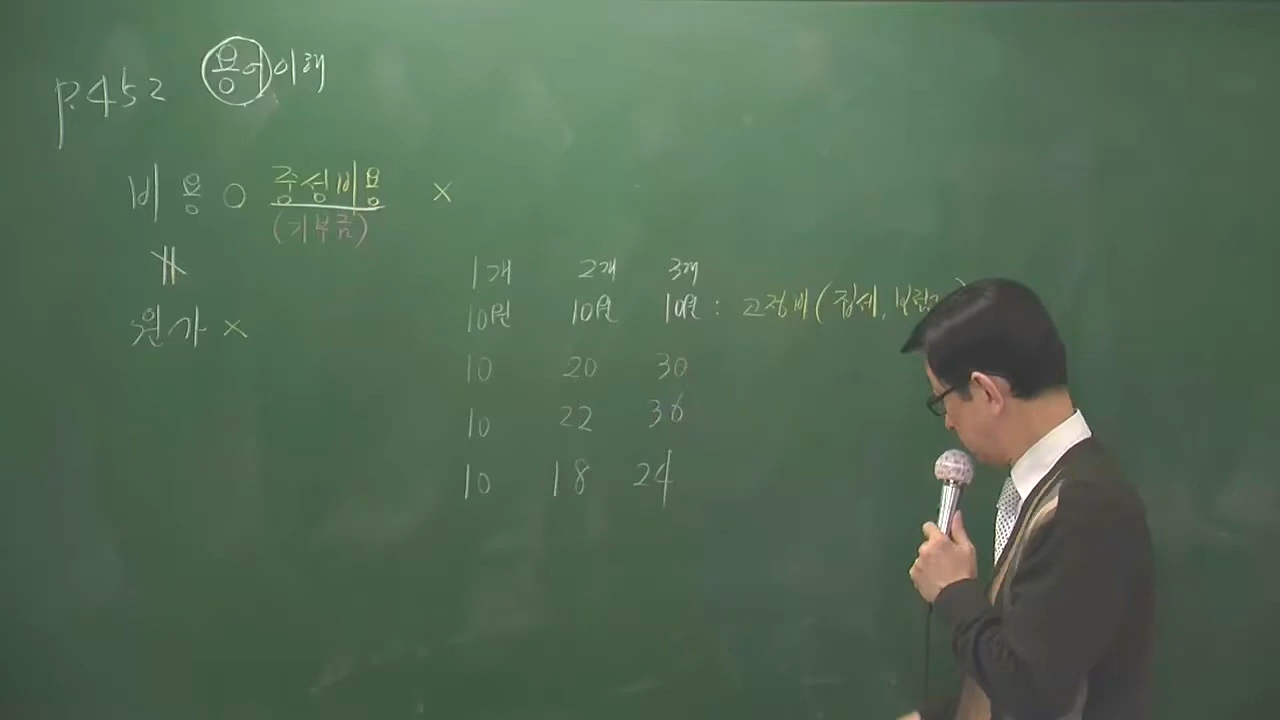 p.452 용어이해
비용 ○ 중성비용 ×
(기부금)
∦
원가 ×
1개 2개 3개
10원 10원 10원 : 고정비(집세, 보험
10 20 30
10 22 36
10 18 24